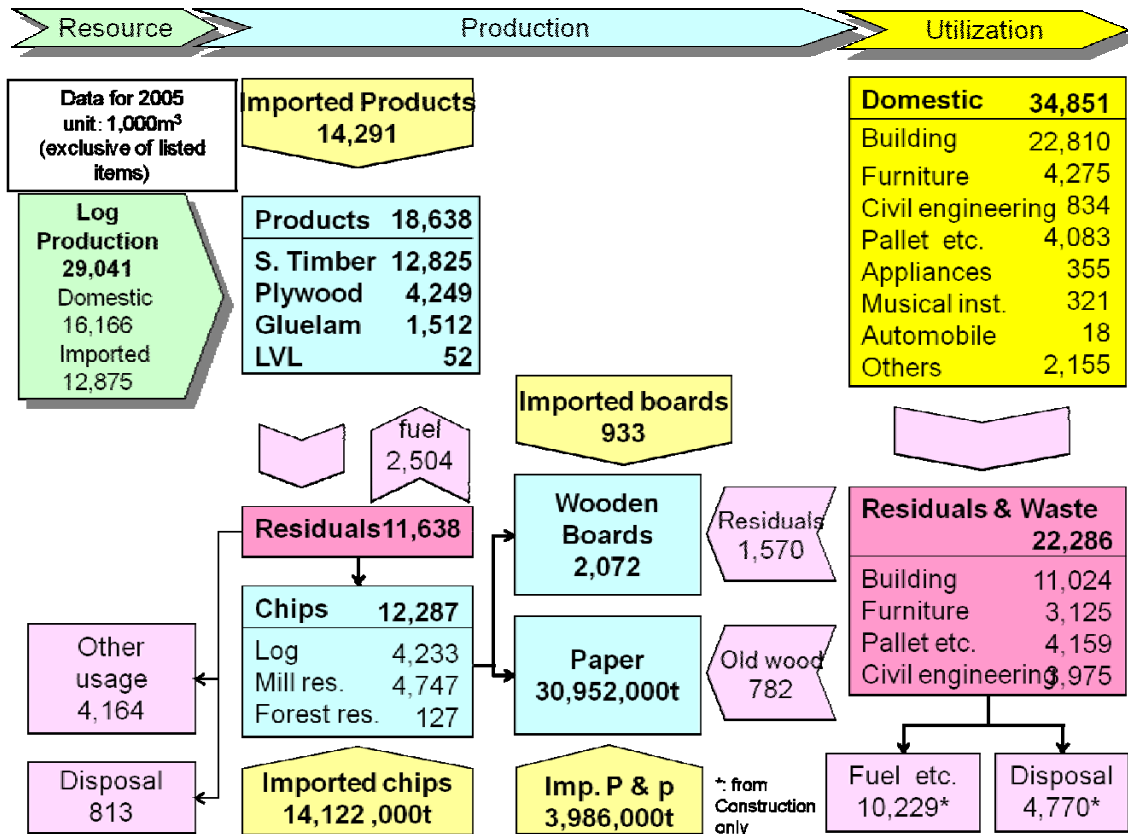 Resource
Production
Utilization
Data for 2005
unit: 1,000m³
(exclusive of listed
items)
Imported Products
14,291
Log
Production
29,041
Domestic
16,166
Imported
12,875
Products 18,638
S. Timber 12,825
Plywood 4,249
Gluelam 1,512
LVL 52
Domestic 34,851
Building 22,810
Furniture 4,275
Civil engineering 834
Pallet etc. 4,083
Appliances 355
Musical inst. 321
Automobile 18
Others 2,155
fuel
2,504
Imported boards
933
Residuals 11,638
Wooden
Boards
2,072
Residuals
1,570
Residuals & Waste
22,286
Building 11,024
Furniture 3,125
Pallet etc. 4,159
Civil engineering 3,975
Chips 12,287
Log 4,233
Mill res. 4,747
Forest res. 127
Other
usage
4,164
Paper
30,952,000t
Old wood
782
Disposal
813
Imported chips
14,122 ,000t
Imp. P & p
3,986,000t
*: from
Construction
only
Fuel etc.
10,229*
Disposal
4,770*